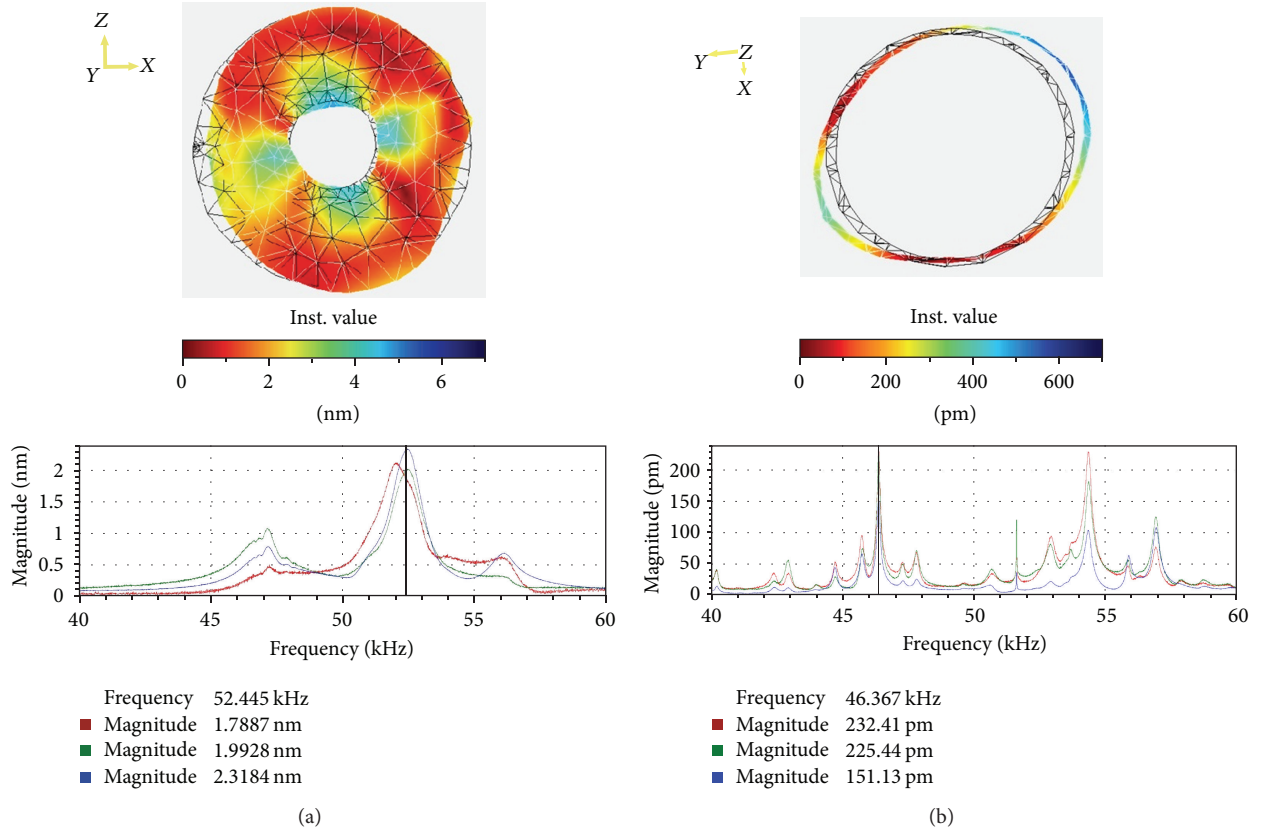 Z
Y
X
Inst. value
0
2
4
6
(nm)
Magnitude (nm)
2
1.5
1
0.5
0
40
45
50
55
60
Frequency (kHz)
Frequency 52.445 kHz
Magnitude 1.7887 nm
Magnitude 1.9928 nm
Magnitude 2.3184 nm
(a)
Y
Z
X
Inst. value
0
200
400
600
(pm)
Magnitude (pm)
200
150
100
50
0
40
45
50
55
60
Frequency (kHz)
Frequency 46.367 kHz
Magnitude 232.41 pm
Magnitude 225.44 pm
Magnitude 151.13 pm
(b)